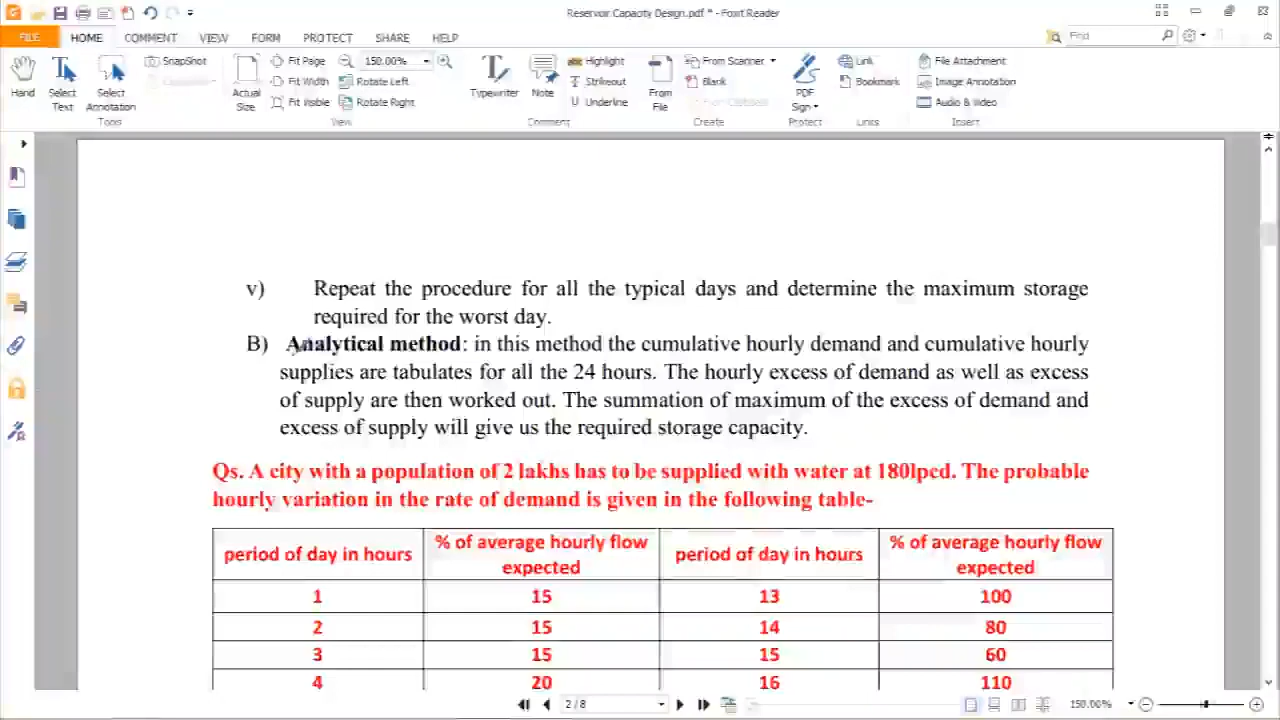 Reservoir Capacity Design.pdf * - Foxit Reader
FILE HOME COMMENT VIEW FORM PROTECT SHARE HELP
Find
Hand
Select Text
Select Annotation
SnapShot
Tools
Actual Size
Fit Page
Fit Width
Fit Visible
150.00%
Rotate Left
Rotate Right
View
Typewriter
Note
Highlight
Strikeout
Underline
Comment
From File
From Scanner
Blank
Create
PDF Sign
Protect
Link
Bookmark
Links
File Attachment
Image Annotation
Audio & Video
Insert
v) Repeat the procedure for all the typical days and determine the maximum storage
required for the worst day.
B) Analytical method: in this method the cumulative hourly demand and cumulative hourly
supplies are tabulates for all the 24 hours. The hourly excess of demand as well as excess
of supply are then worked out. The summation of maximum of the excess of demand and
excess of supply will give us the required storage capacity.
Qs. A city with a population of 2 lakhs has to be supplied with water at 180lpcd. The probable
hourly variation in the rate of demand is given in the following table-
period of day in hours % of average hourly flow expected period of day in hours % of average hourly flow expected
1 15 13 100
2 15 14 80
3 15 15 60
4 20 16 110
2 / 8
150.00%